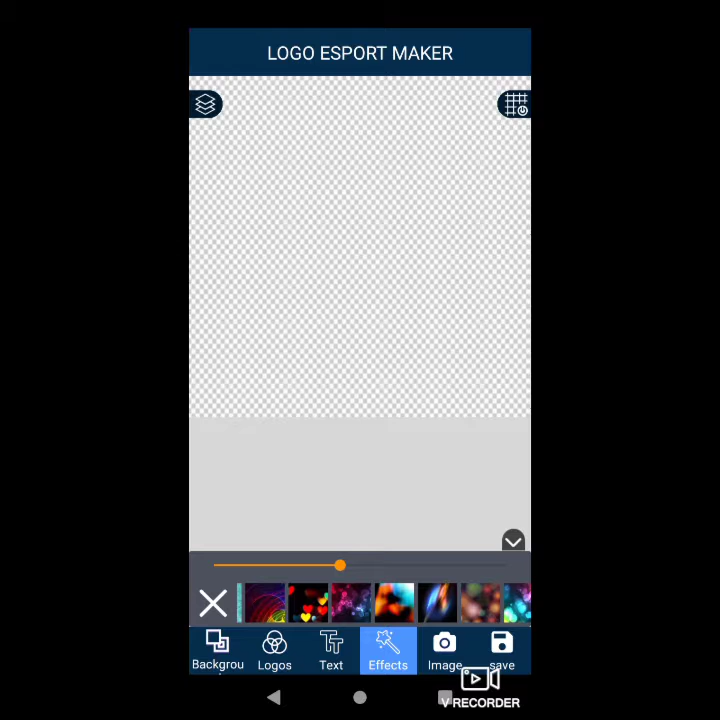 LOGO ESPORT MAKER
Backgrou
Logos
Text
Effects
Image
save
V RECORDER